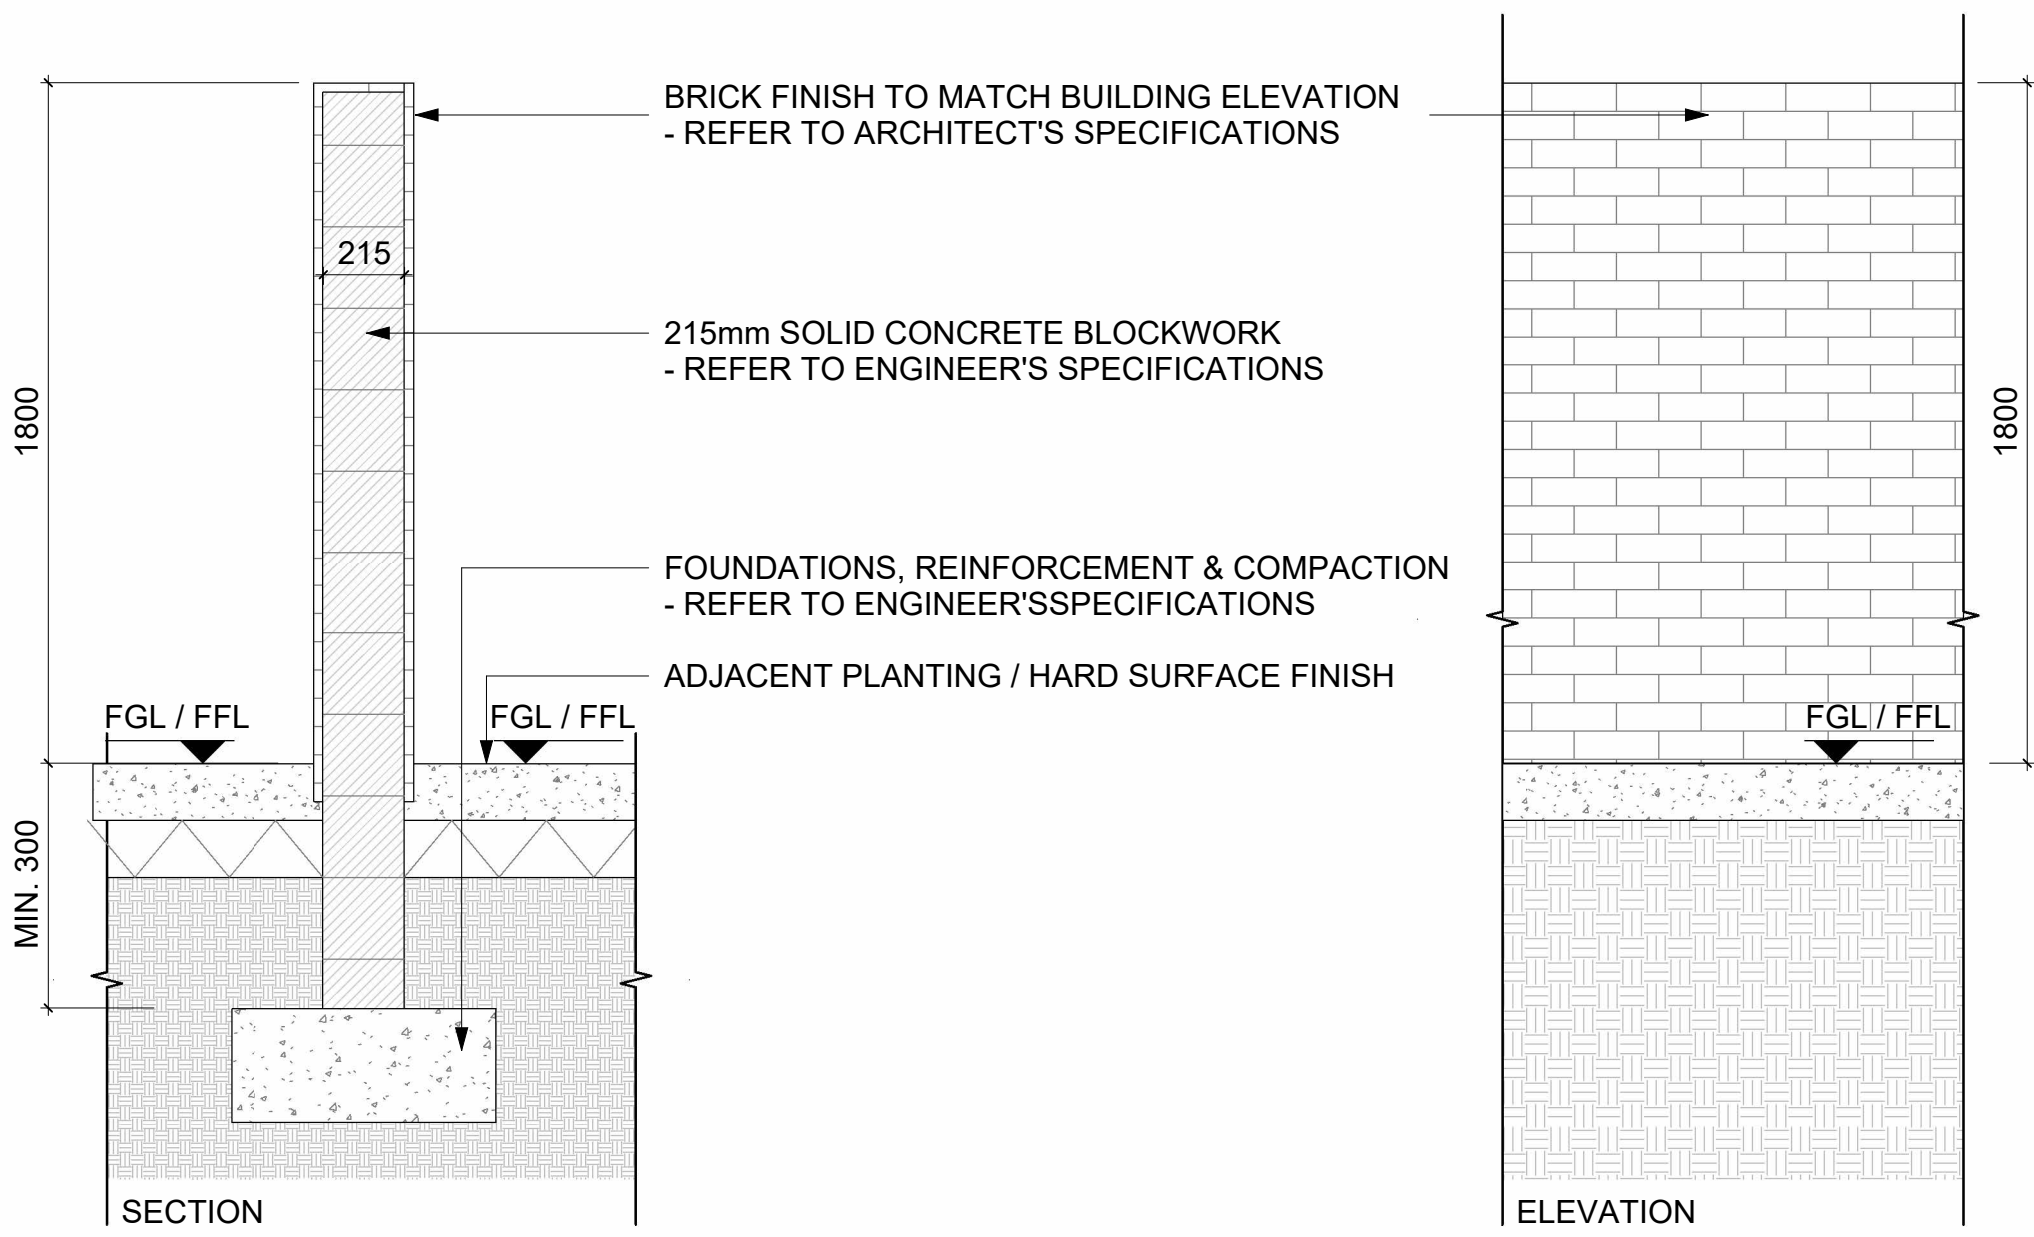 BRICK FINISH TO MATCH BUILDING ELEVATION
- REFER TO ARCHITECT'S SPECIFICATIONS
215
215mm SOLID CONCRETE BLOCKWORK
- REFER TO ENGINEER'S SPECIFICATIONS
1800
1800
FOUNDATIONS, REINFORCEMENT & COMPACTION
- REFER TO ENGINEER'SSPECIFICATIONS
ADJACENT PLANTING / HARD SURFACE FINISH
FGL / FFL
FGL / FFL
FGL / FFL
MIN. 300
SECTION
ELEVATION